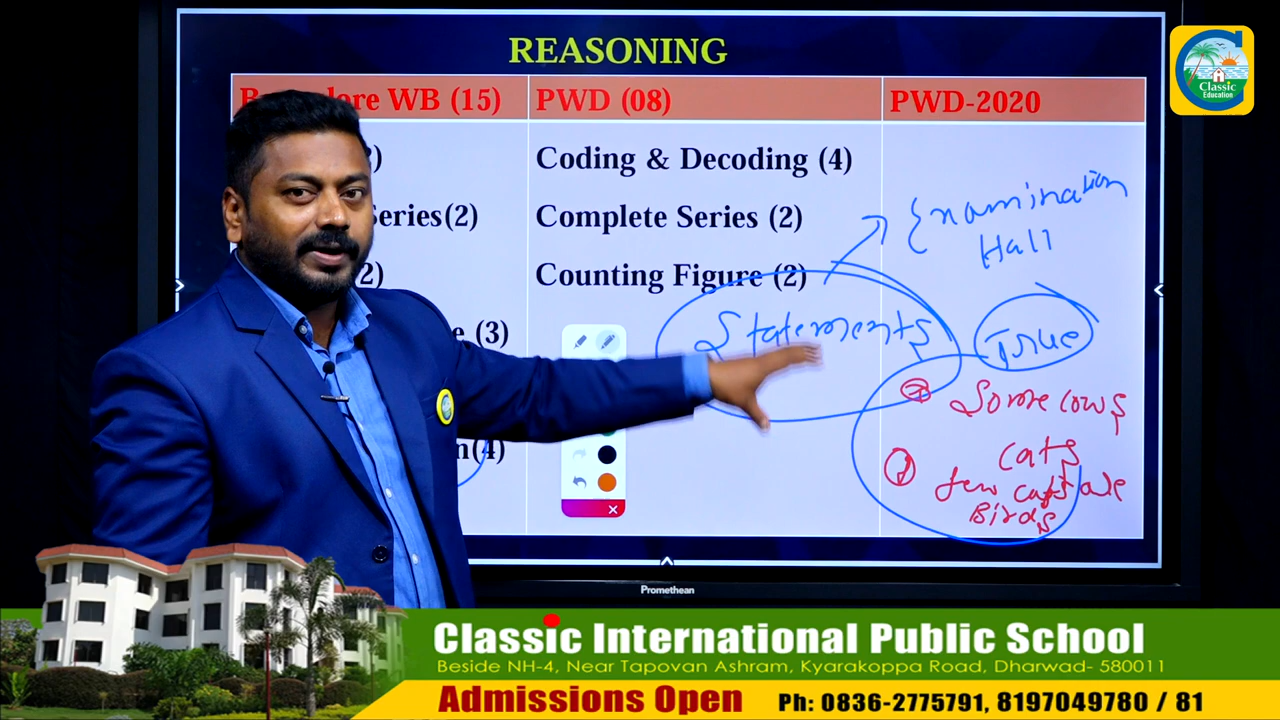 REASONING
WB (15)
PWD (08)
PWD-2020
Coding & Decoding (4)
Series(2)
Complete Series (2)
Counting Figure (2)
(3)
(4)
Examination
Hall
Statements
True
Some cows
cats
few cats are
Birds
Promethean
Classic
Education
Classic International Public School
Beside NH-4, Near Tapovan Ashram, Kyarakoppa Road, Dharwad- 580011
Admissions Open
Ph: 0836-2775791, 8197049780 / 81